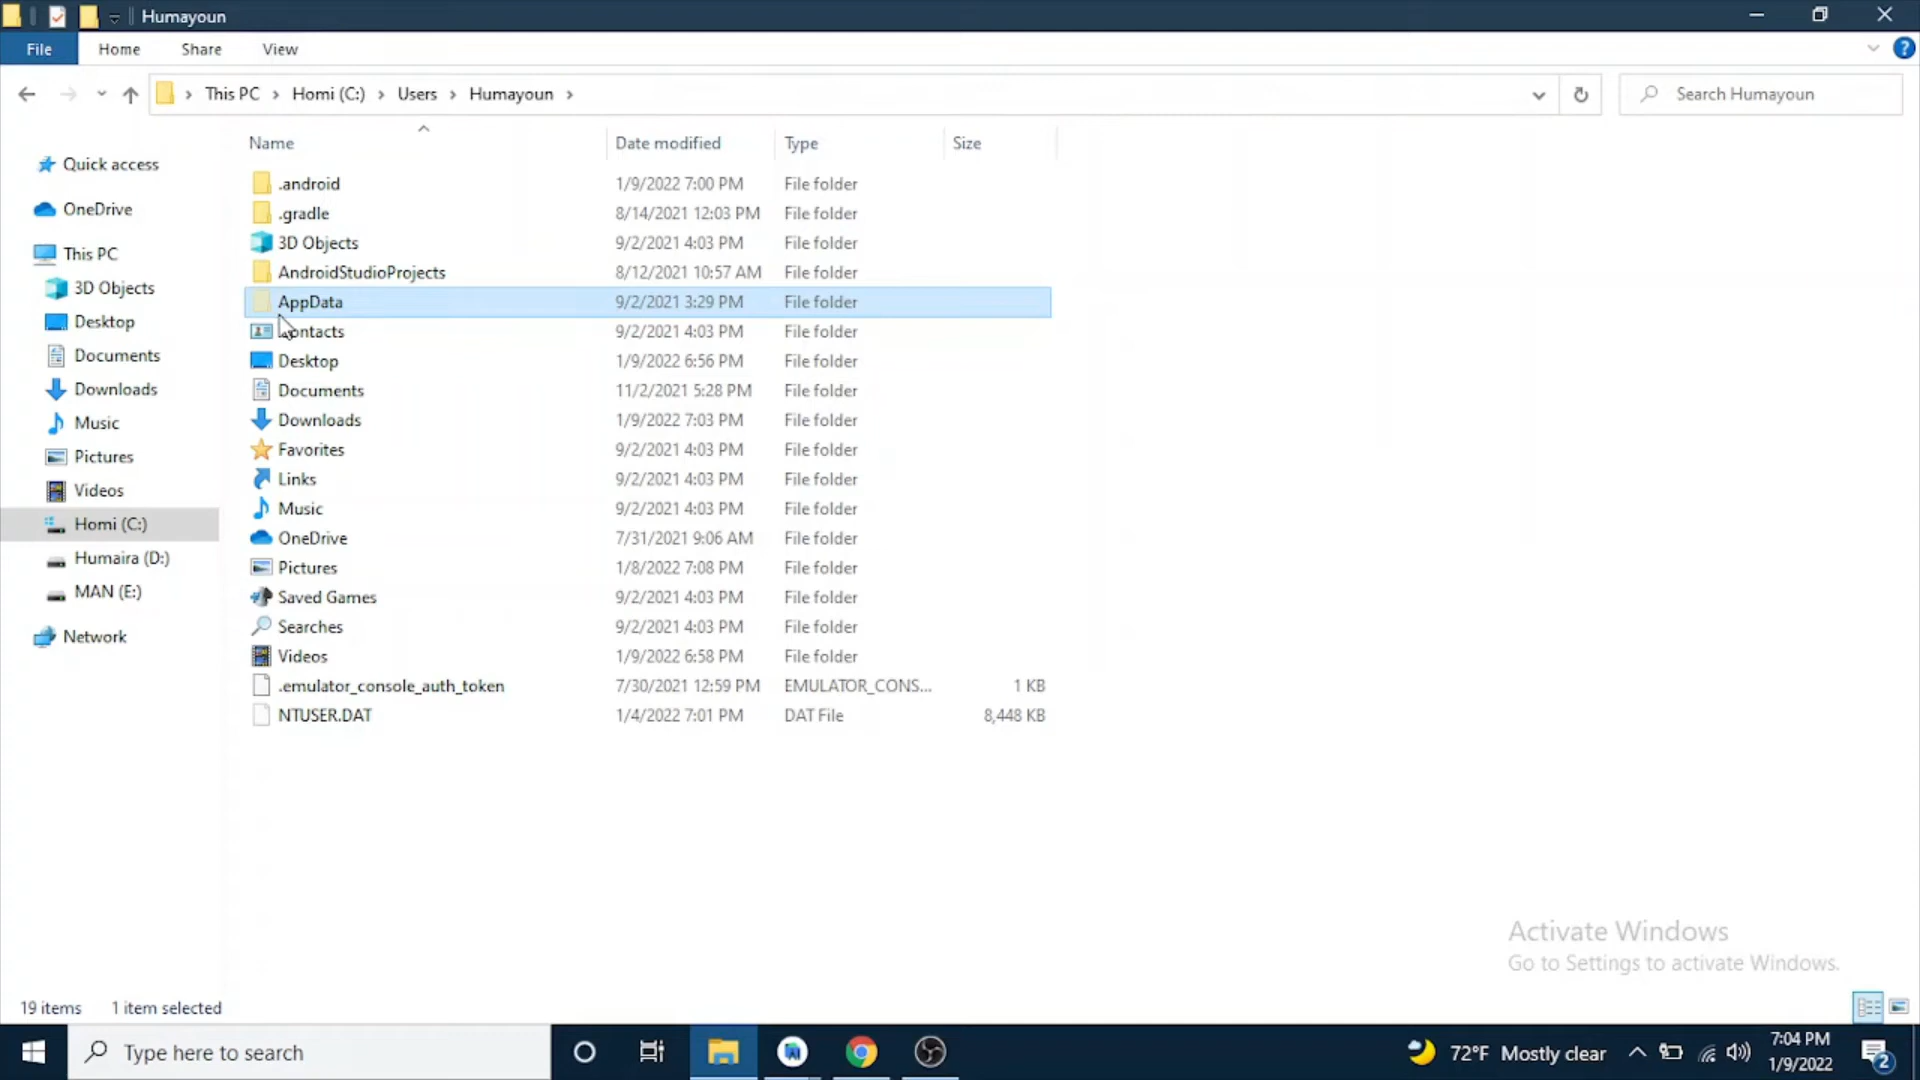 Humayoun
File Home Share View
This PC Homi (C:) Users Humayoun
Search Humayoun
Quick access
OneDrive
This PC
3D Objects
Desktop
Documents
Downloads
Music
Pictures
Videos
Homi (C:)
Humaira (D:)
MAN (E:)
Network
Name Date modified Type Size
.android 1/9/2022 7:00 PM File folder
.gradle 8/14/2021 12:03 PM File folder
3D Objects 9/2/2021 4:03 PM File folder
AndroidStudioProjects 8/12/2021 10:57 AM File folder
AppData 9/2/2021 3:29 PM File folder
Contacts 9/2/2021 4:03 PM File folder
Desktop 1/9/2022 6:56 PM File folder
Documents 11/2/2021 5:28 PM File folder
Downloads 1/9/2022 7:03 PM File folder
Favorites 9/2/2021 4:03 PM File folder
Links 9/2/2021 4:03 PM File folder
Music 9/2/2021 4:03 PM File folder
OneDrive 7/31/2021 9:06 AM File folder
Pictures 1/8/2022 7:08 PM File folder
Saved Games 9/2/2021 4:03 PM File folder
Searches 9/2/2021 4:03 PM File folder
Videos 1/9/2022 6:58 PM File folder
.emulator_console_auth_token 7/30/2021 12:59 PM EMULATOR_CONS... 1 KB
NTUSER.DAT 1/4/2022 7:01 PM DAT File 8,448 KB
Activate Windows
Go to Settings to activate Windows.
19 items 1 item selected
Type here to search
72°F Mostly clear
7:04 PM
1/9/2022
2